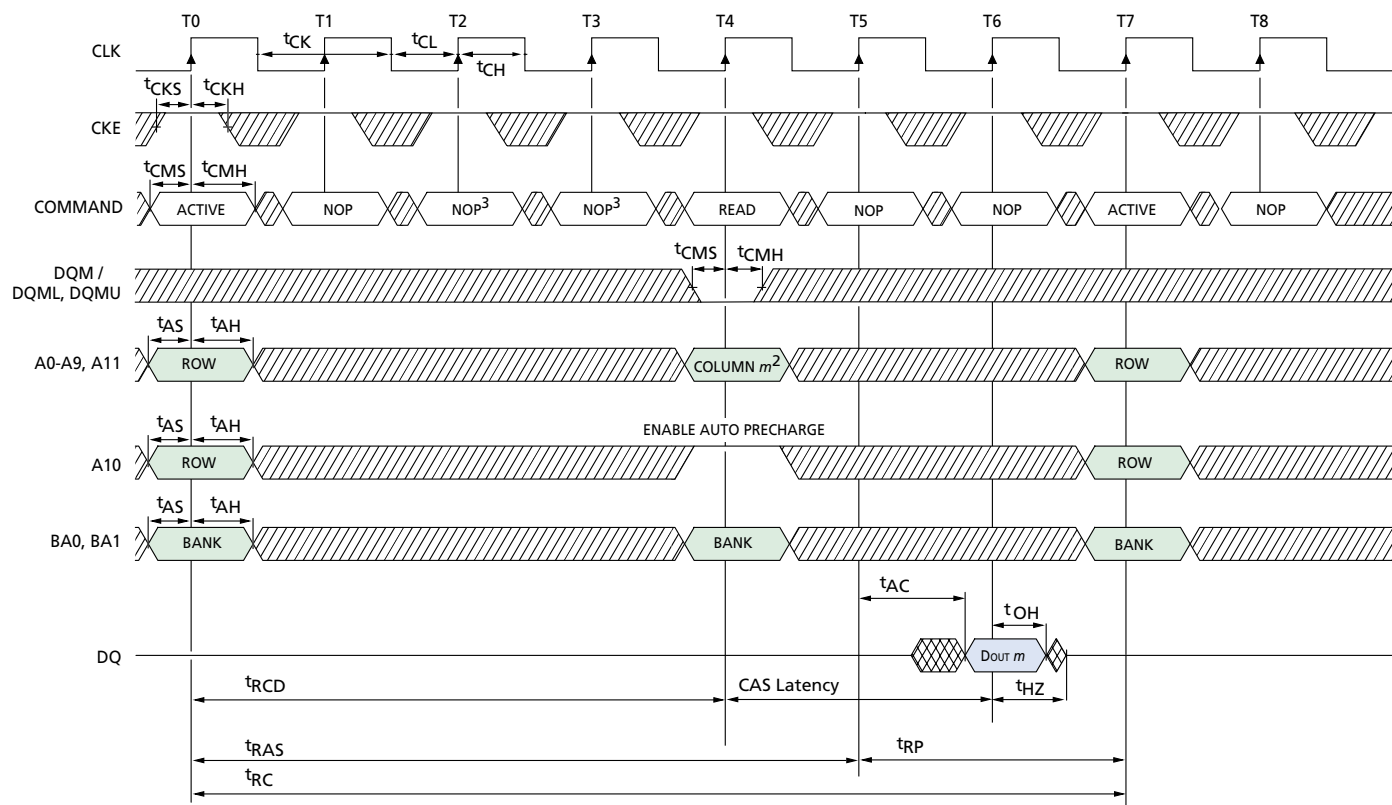 T0 T1 T2 T3 T4 T5 T6 T7 T8
CLK
tCK tCL
tCH
tCKS tCKH
CKE
tCMS tCMH
COMMAND ACTIVE NOP NOP3 NOP3 READ NOP NOP ACTIVE NOP
tCMS tCMH
DQM /
DQML, DQMU
tAS tAH
A0-A9, A11 ROW COLUMN m2 ROW
ENABLE AUTO PRECHARGE
tAS tAH
A10 ROW ROW
tAS tAH
BA0, BA1 BANK BANK BANK
tAC
tOH
DQ DOUT m
tRCD CAS Latency tHZ
tRAS tRP
tRC